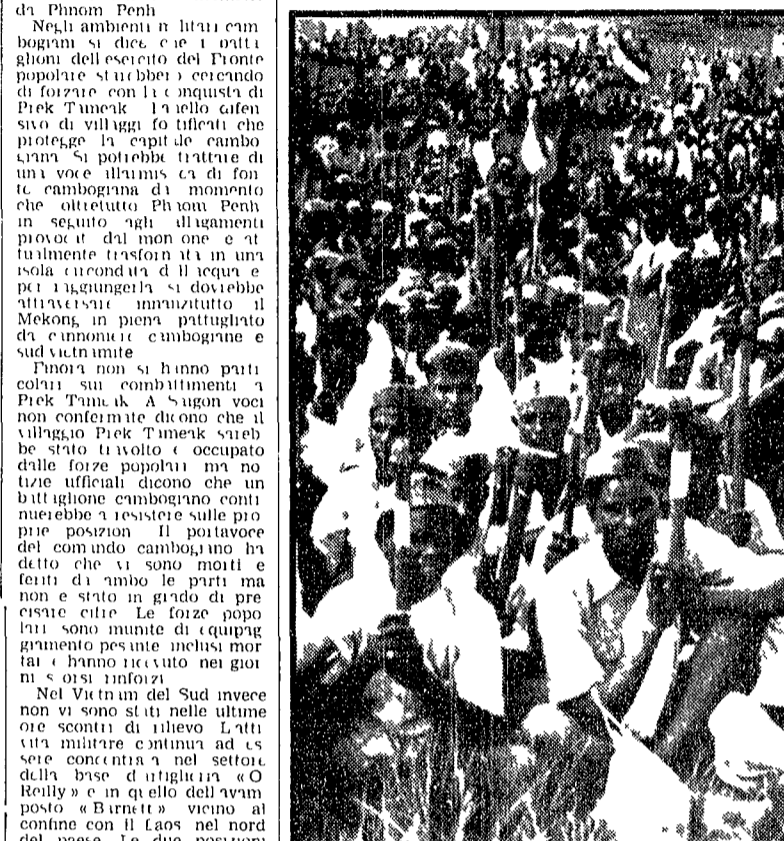 da Phnom Penh
Negli ambienti militari cam
bogiani si dice che i batti
glioni dell esercito del Fronte
popolare starebbero cercando
di forzare con la conquista di
Prek Tameak l anello difen
sivo di villaggi fortificati che
protegge la capitale cambo
giana Si potrebbe trattare di
una voce allarmistica di fon
te cambogiana dal momento
che oltretutto Phnom Penh
in seguito agli allagamenti
provocati dal monsone e at
tualmente trasformata in una
isola circondata dall acqua e
per raggiungerla si dovrebbe
attraversare innanzitutto il
Mekong in piena pattugliato
da cannoniere cambogiane e
sud vietnamite
Finora non si hanno parti
colari sui combattimenti a
Prek Tameak A Saigon voci
non confermate dicono che il
villaggio Prek Tameak sareb
be stato travolto e occupato
dalle forze popolari ma no
tizie ufficiali dicono che un
battaglione cambogiano conti
nuerebbe a resistere sulle pro
prie posizioni Il portavoce
del comando cambogiano ha
detto che vi sono morti e
feriti da ambo le parti ma
non e stato in grado di pre
cisare cifre Le forze popo
lari sono munite di equipag
giamento pesante inclusi mor
tai e hanno ricevuto nei gior
ni scorsi rinforzi
Nel Vietnam del Sud invece
non vi sono stati nelle ultime
ore scontri di rilievo L atti
vita militare continua ad es
sere concentrata nel settore
della base d artiglieria «O
Reilly» e in quello dell avam
posto «Barnett» vicino al
confine con il Laos nel nord
del paese Le due posizioni